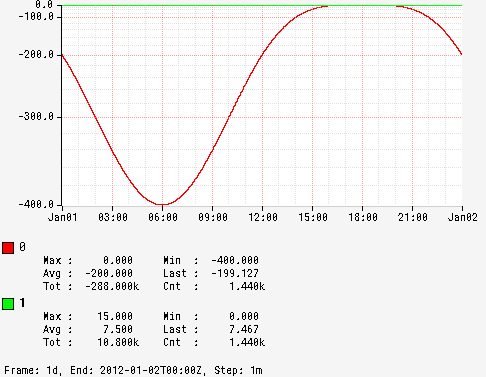 0.0
-100.0
-200.0
-300.0
-400.0
Jan01 03:00 06:00 09:00 12:00 15:00 18:00 21:00 Jan02
0
Max : 0.000 Min : -400.000
Avg : -200.000 Last : -199.127
Tot : -288.000k Cnt : 1.440k
1
Max : 15.000 Min : 0.000
Avg : 7.500 Last : 7.467
Tot : 10.800k Cnt : 1.440k
Frame: 1d, End: 2012-01-02T00:00Z, Step: 1m